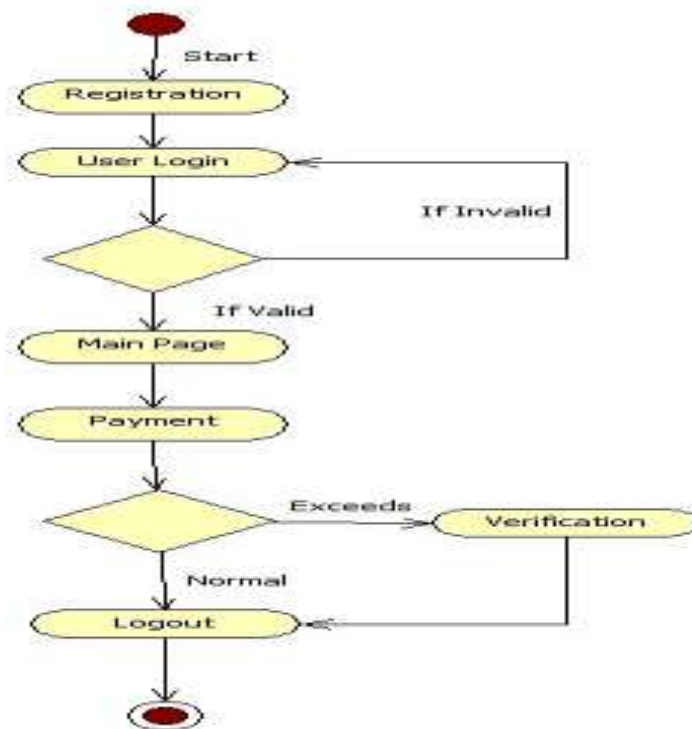 Start
Registration
User Login
If Invalid
If Valid
Main Page
Payment
Exceeds
Verification
Normal
Logout